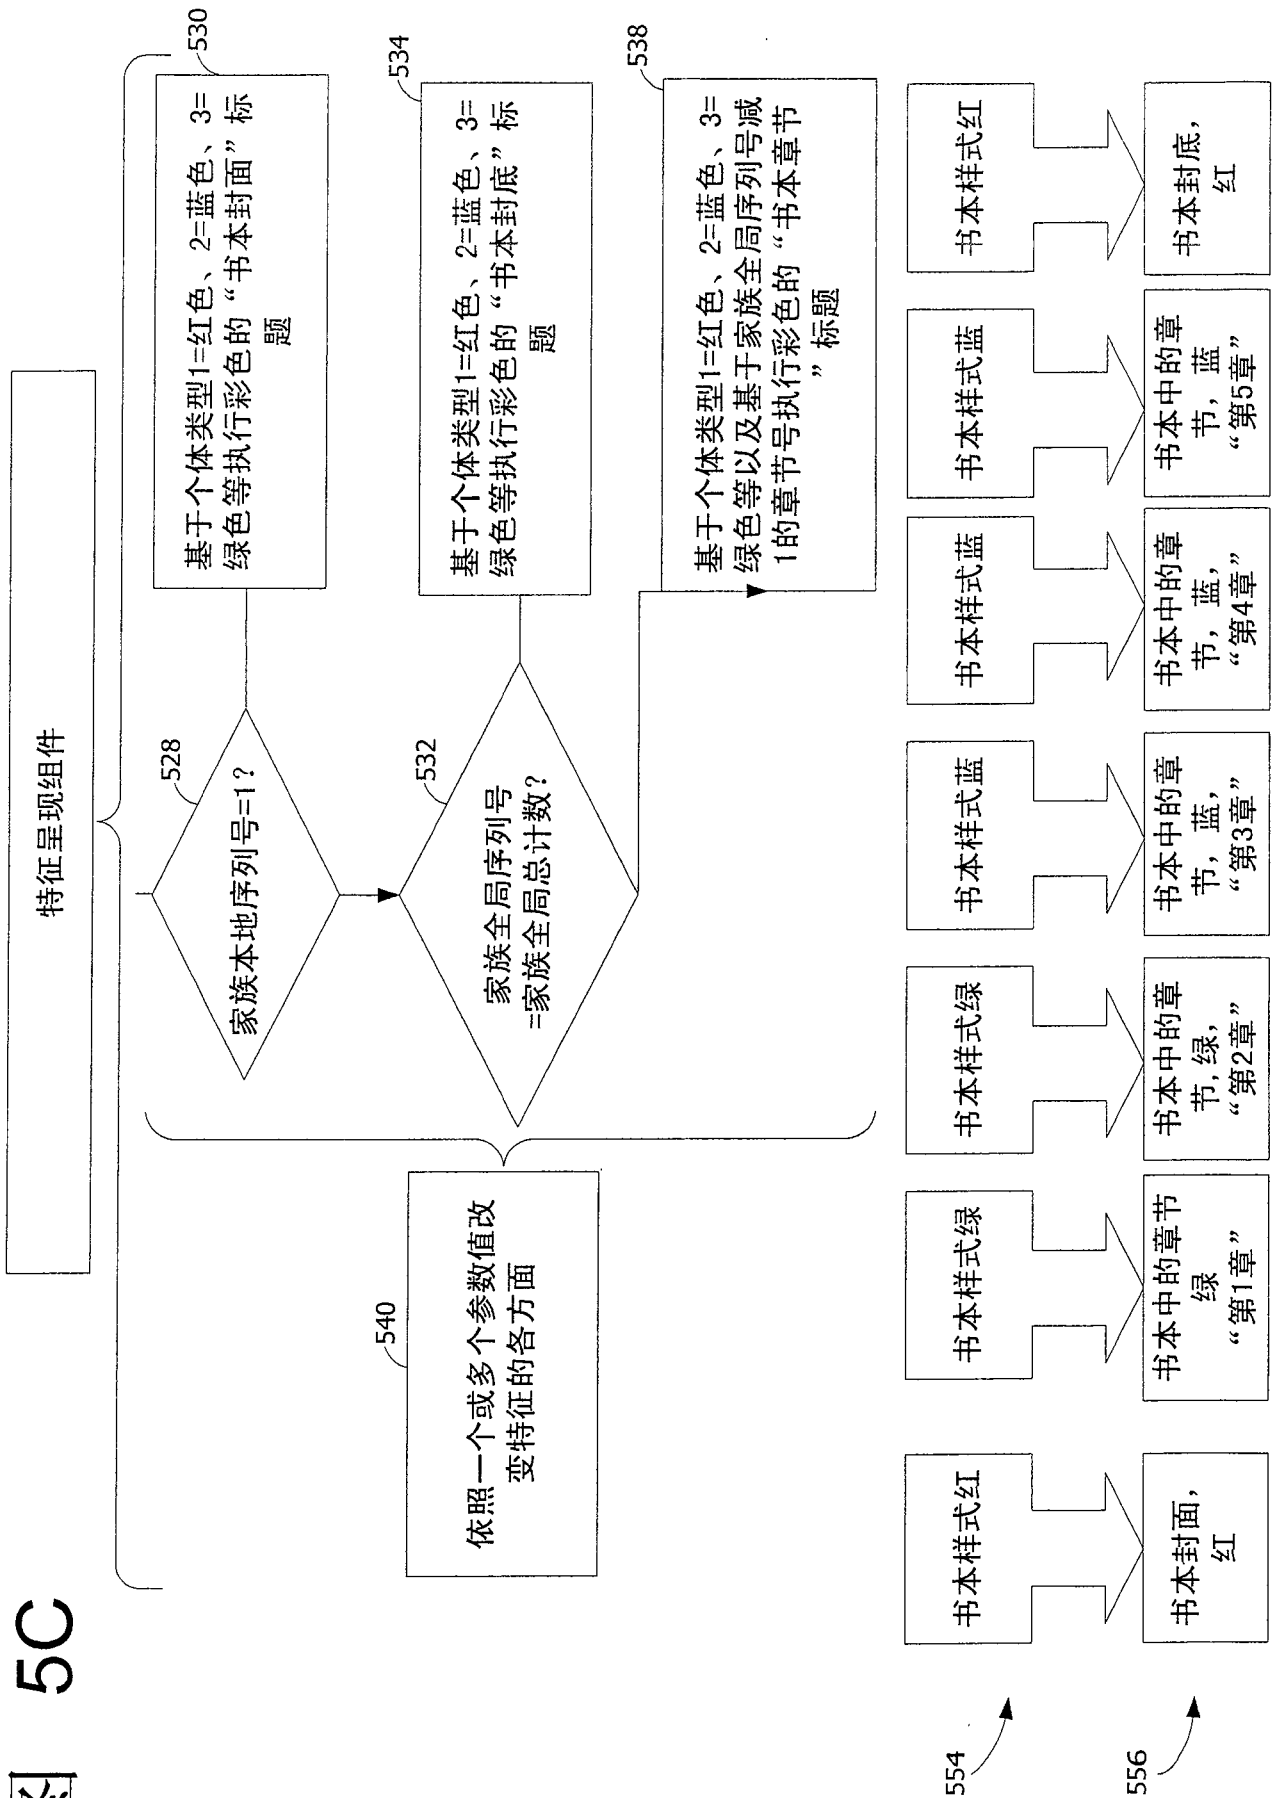 图 5C
特征呈现组件
528
家族本地序列号=1?
530
基于个体类型1=红色、2=蓝色、3=
绿色等执行彩色的“书本封面”标
题
532
家族全局序列号
=家族全局总计数?
534
基于个体类型1=红色、2=蓝色、3=
绿色等执行彩色的“书本封底”标
题
538
基于个体类型1=红色、2=蓝色、3=
绿色等以及基于家族全局序列号减
1的章节号执行彩色的“书本章节
”标题
540
依照一个或多个参数值改
变特征的各方面
554
书本样式红
书本样式绿
书本样式绿
书本样式蓝
书本样式蓝
书本样式蓝
书本样式红
556
书本封面,
红
书本中的章节
绿
“第1章”
书本中的章
节,绿,
“第2章”
书本中的章
节, 蓝,
“第3章”
书本中的章
节, 蓝,
“第4章”
书本中的章
节, 蓝
“第5章”
书本封底,
红